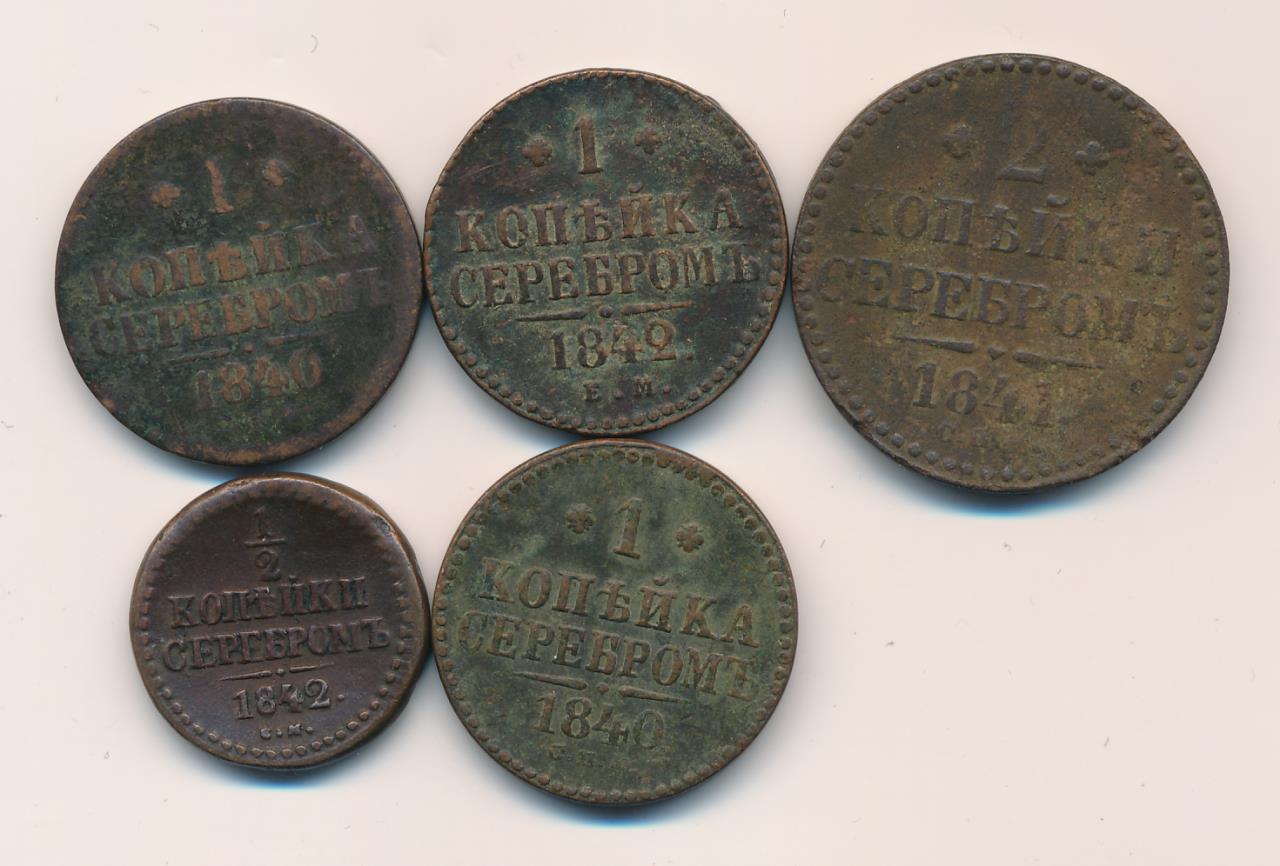 1
КОПѢЙКА
СЕРЕБРОМЪ
1840
1
КОПѢЙКА
СЕРЕБРОМЪ
1842.
Е.М.
2
КОПѢЙКИ
СЕРЕБРОМЪ
1841.
1/2
КОПѢЙКИ
СЕРЕБРОМЪ
1842.
С.М.
1
КОПѢЙКА
СЕРЕБРОМЪ
1840.